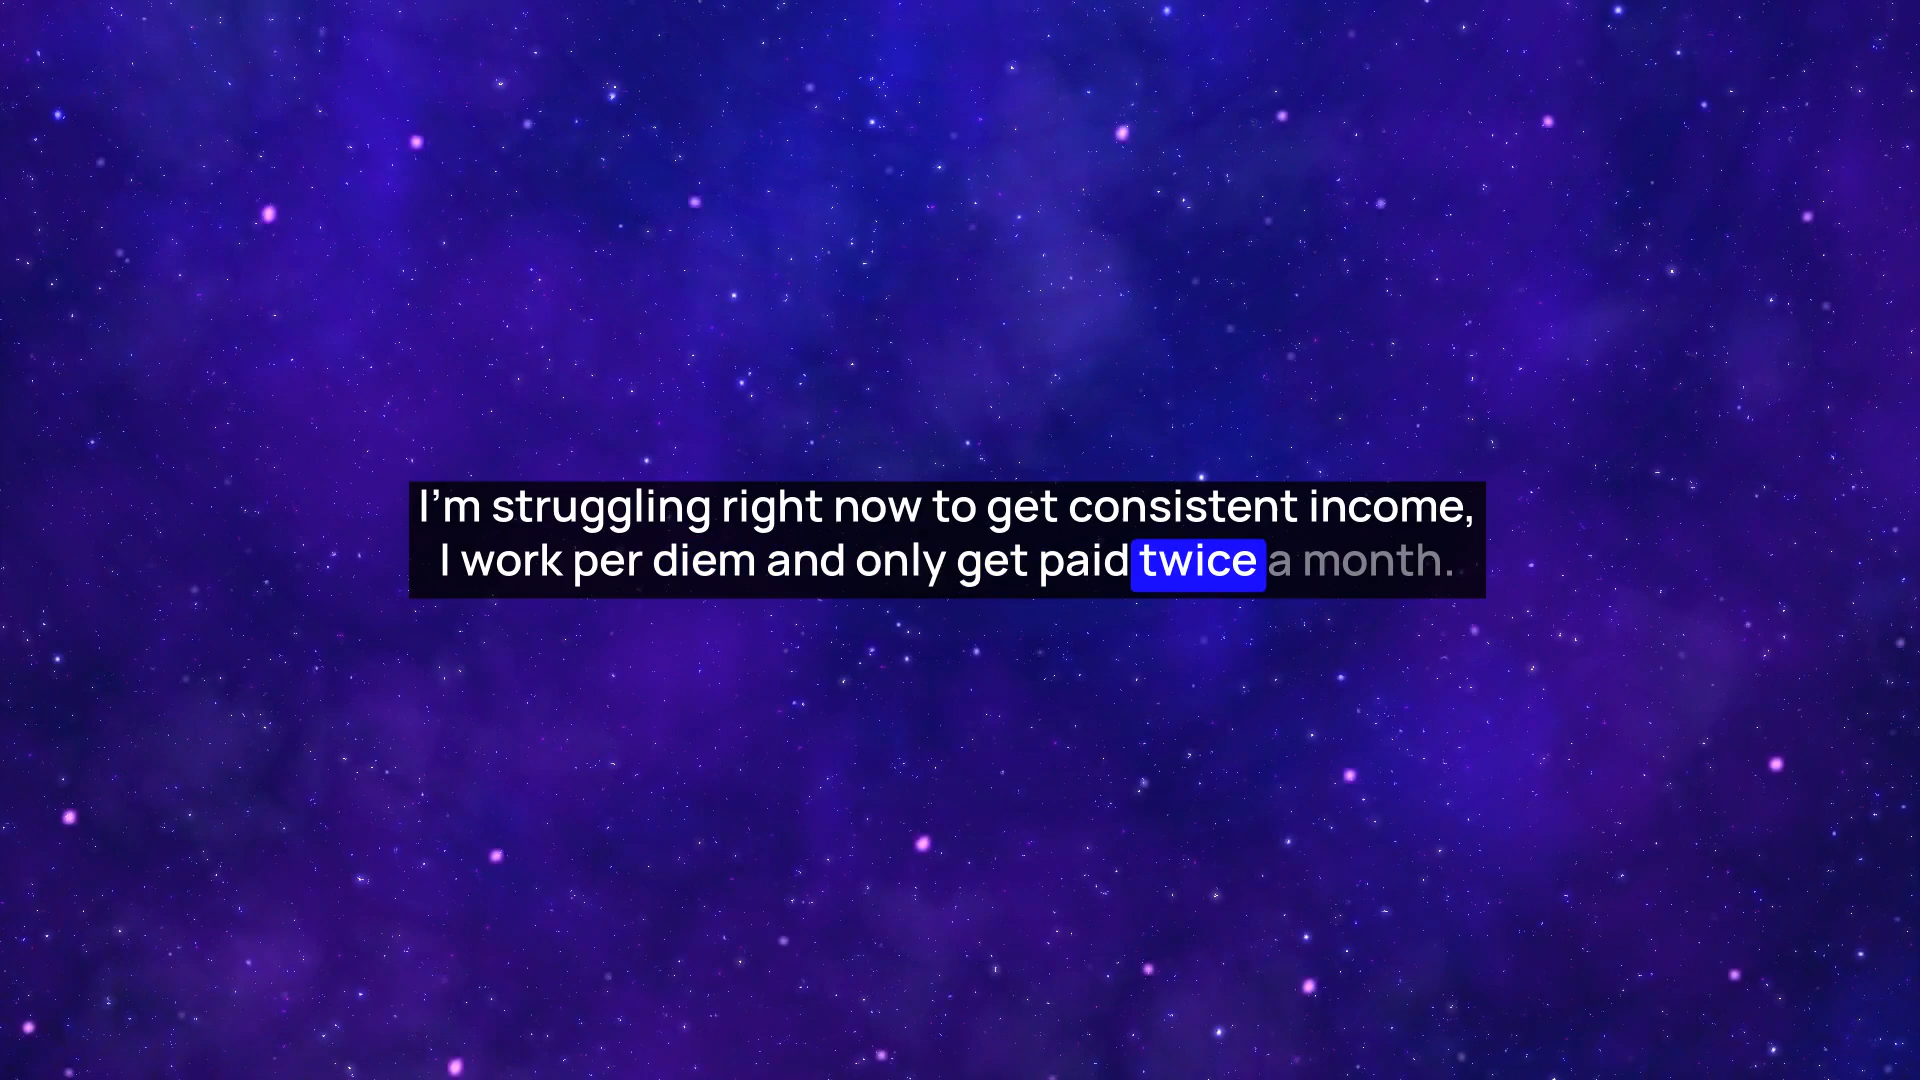 I’m struggling right now to get consistent income,
I work per diem and only get paid twice a month.